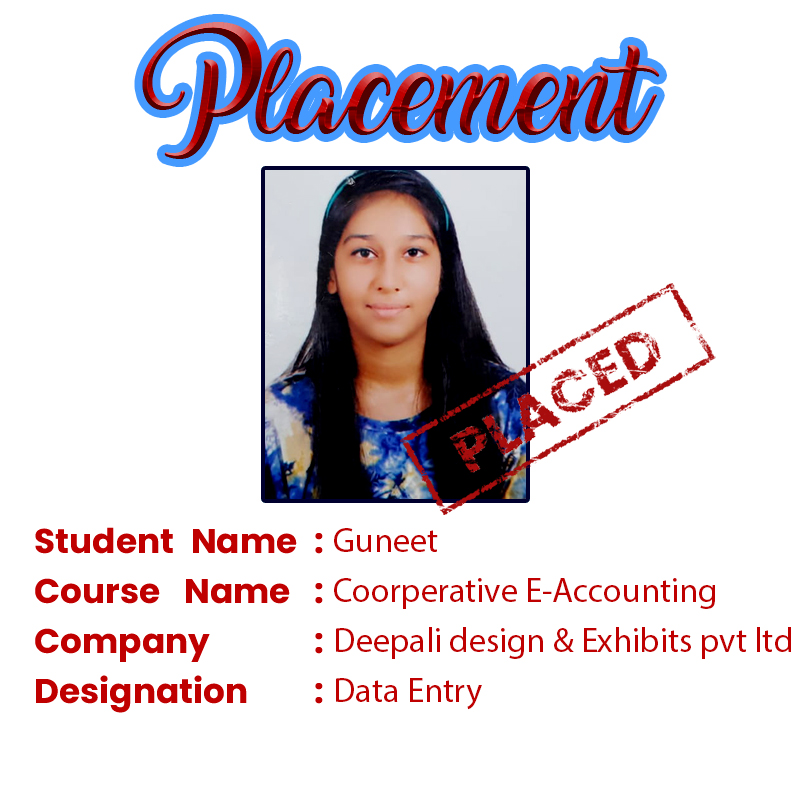 Placement
PLACED
Student Name : Guneet
Course Name : Coorperative E-Accounting
Company : Deepali design & Exhibits pvt ltd
Designation : Data Entry